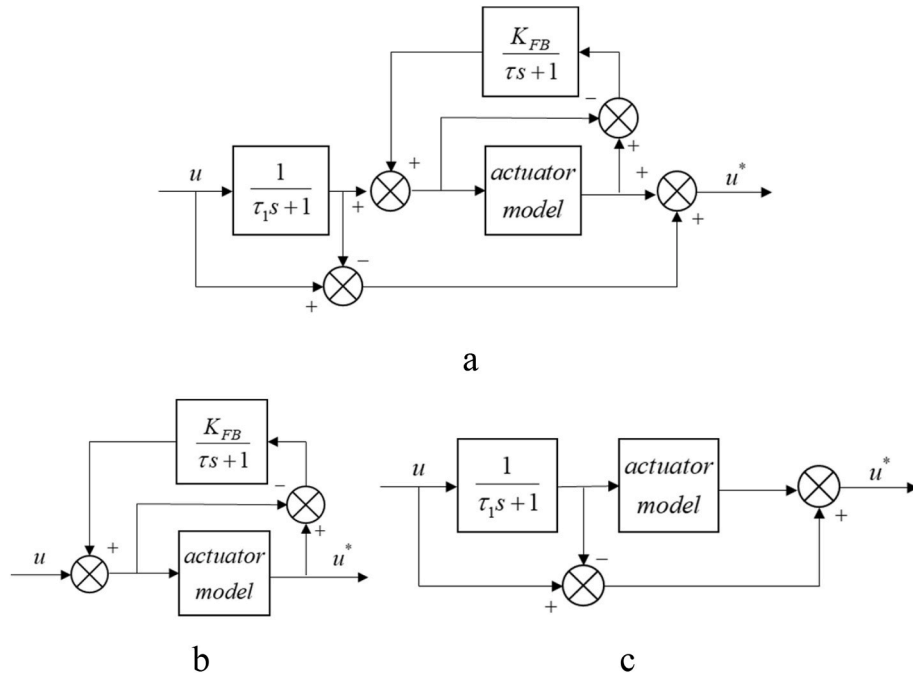 K_FB
τs+1
−
+
+
u
1
τ₁s+1
+
actuator
model
+
u*
+
−
+
a
K_FB
τs+1
−
+
+
u
actuator
model
u*
b
u
1
τ₁s+1
actuator
model
u*
−
+
+
c